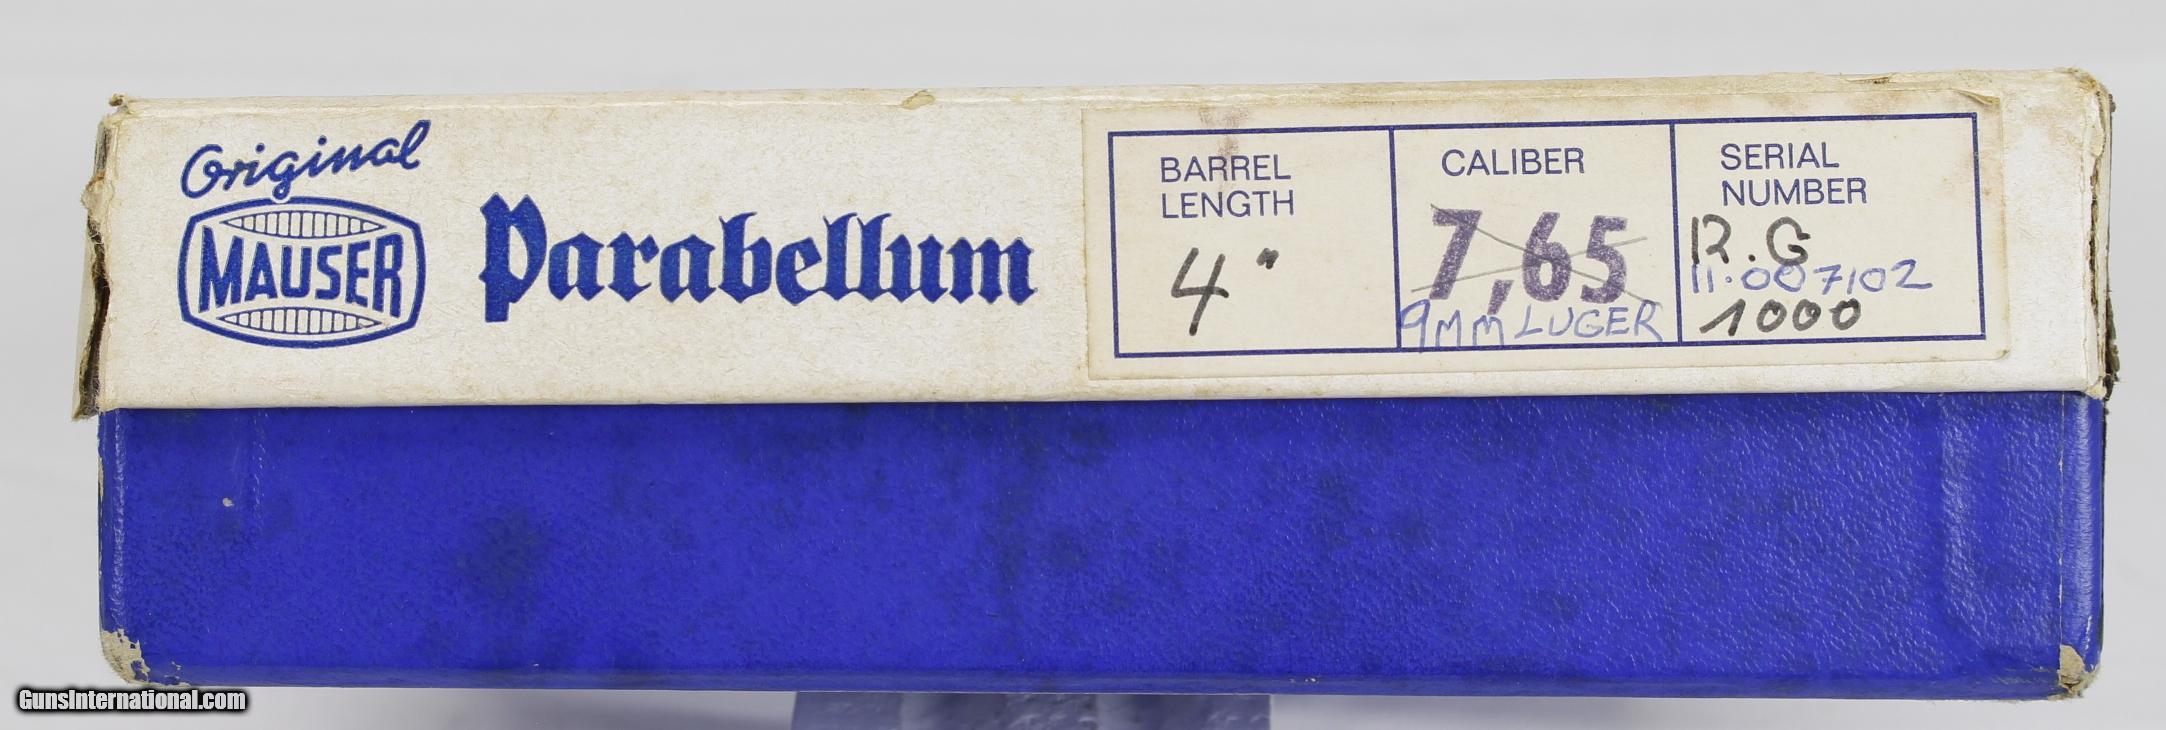 Original
MAUSER
Parabellum
BARREL
LENGTH
4"
CALIBER
7,65
9MM LUGER
SERIAL
NUMBER
R.G
11.007102
1000
GunsInternational.com